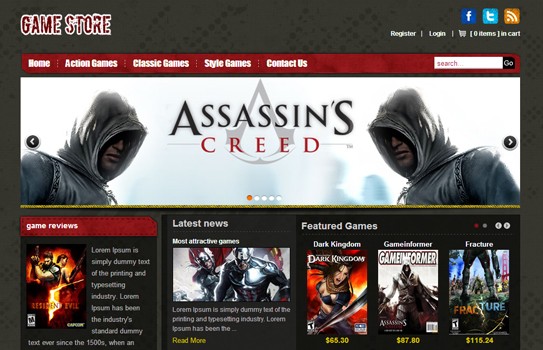 GAME STORE
Register | Login | [ 0 items ] in cart
Home
Action Games
Classic Games
Style Games
Contact Us
search...
Go
ASSASSIN'S
CREED
game reviews
Lorem Ipsum is
simply dummy text
of the printing and
typesetting
industry. Lorem
Ipsum has been
the industry's
standard dummy
text ever since the 1500s, when an
RESIDENT EVIL
CAPCOM
Latest news
Most attractive games
Lorem Ipsum is simply dummy text of the
printing and typesetting industry. Lorem
Ipsum has been the ...
Read More
Featured Games
Dark Kingdom
Gameinformer
Fracture
DARK KINGDOM
GAMEINFORMER
ASSASSIN'S
FRACTURE
$65.30
$87.80
$115.24